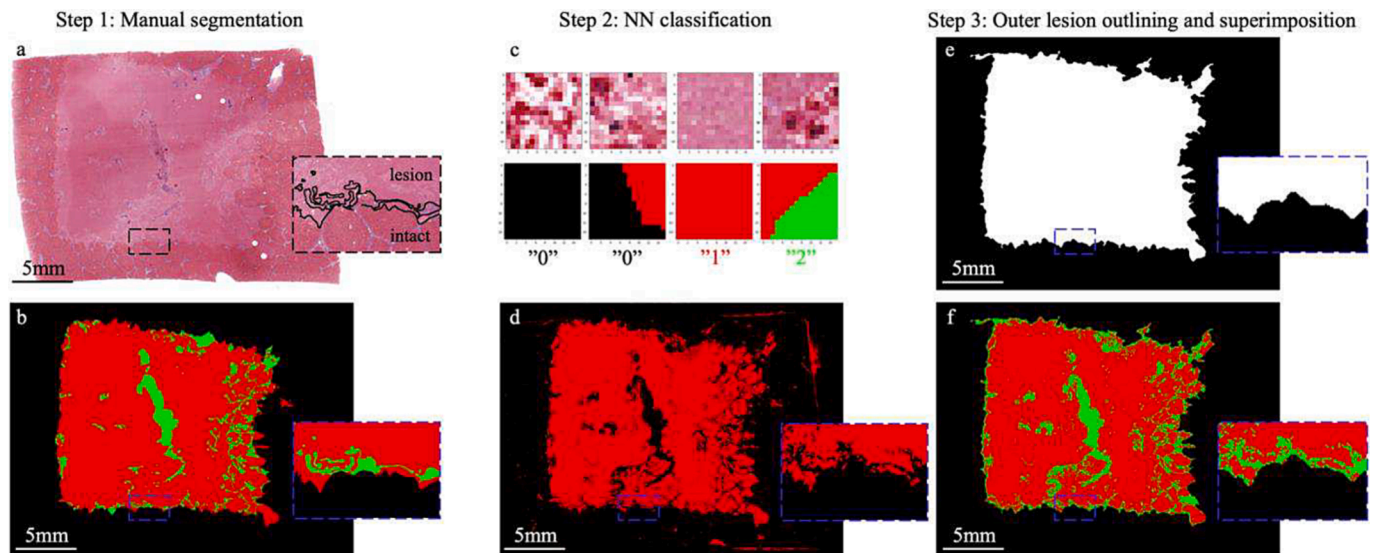 Step 1: Manual segmentation
Step 2: NN classification
Step 3: Outer lesion outlining and superimposition
a
lesion
intact
5mm
c
"0"
"0"
"1"
"2"
e
5mm
b
5mm
d
5mm
f
5mm